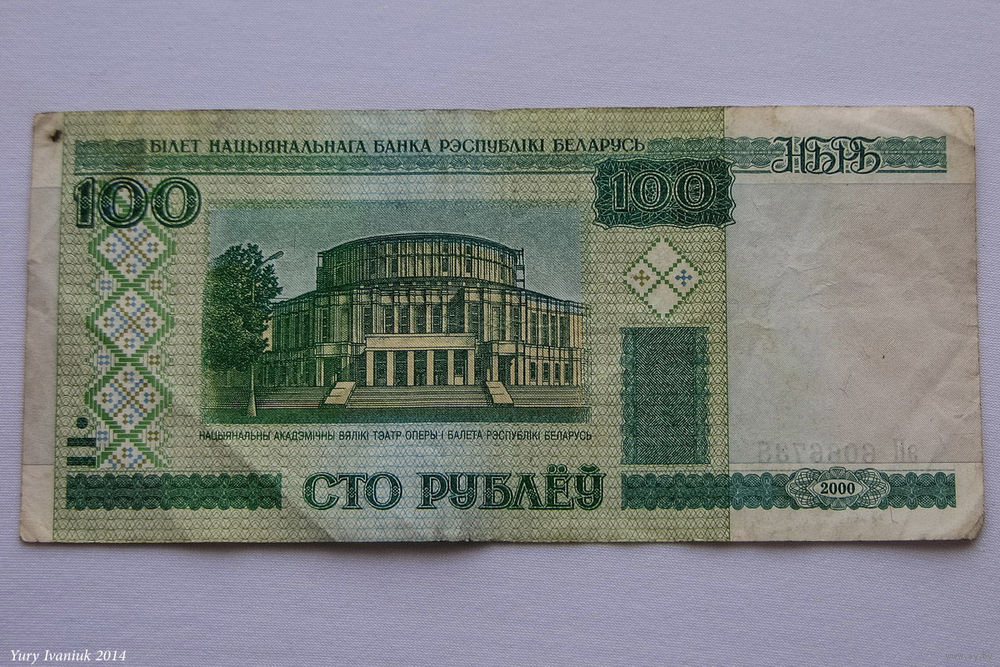 БІЛЕТ НАЦЫЯНАЛЬНАГА БАНКА РЭСПУБЛІКІ БЕЛАРУСЬ
НБРБ
100
100
НАЦЫЯНАЛЬНЫ АКАДЭМІЧНЫ ВЯЛІКІ ТЭАТР ОПЕРЫ І БАЛЕТА РЭСПУБЛІКІ БЕЛАРУСЬ
СТО РУБЛЁЎ
2000
Yury Ivaniuk 2014